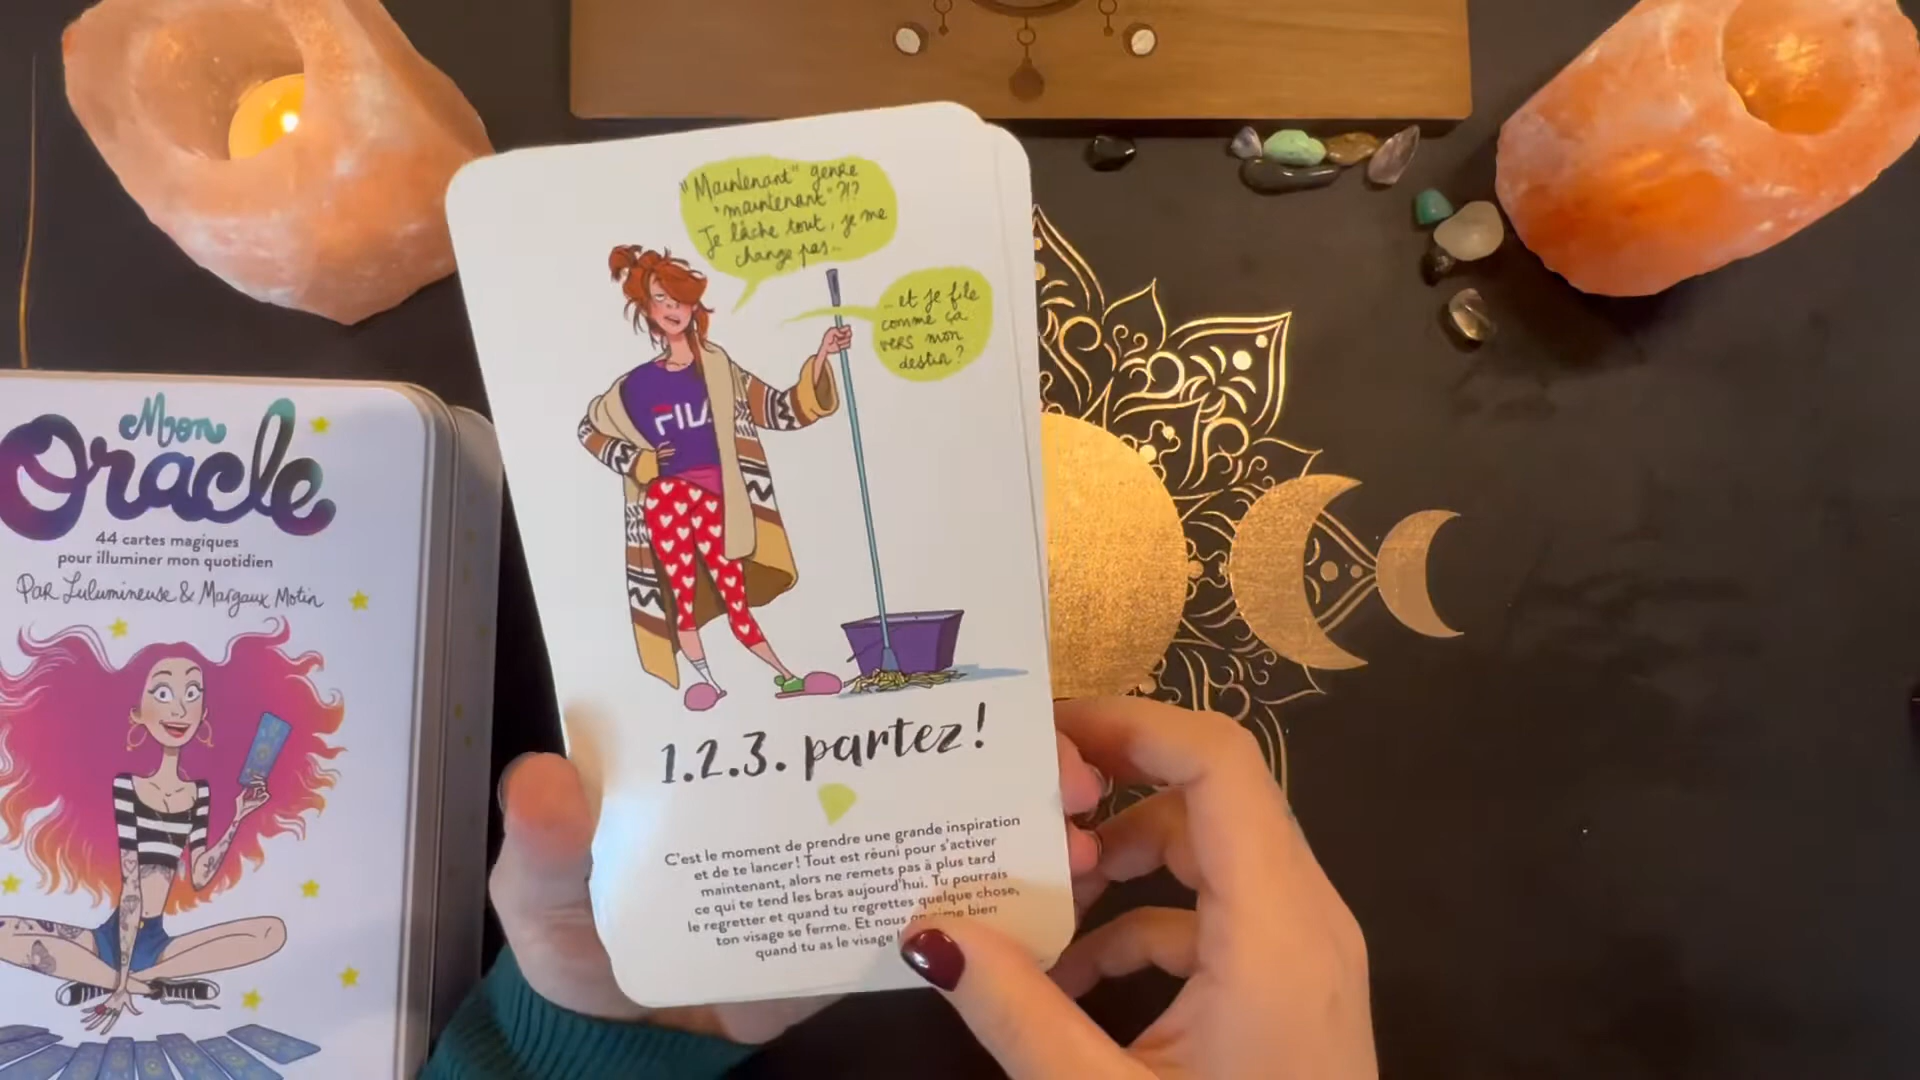 Mon
Oracle
44 cartes magiques
pour illuminer mon quotidien
Par Lulumineuse & Margaux Motin
"Maintenant" genre
"maintenant"?!?
Je lâche tout, je me
change pas...
...et je file
comme ça
vers mon
destin?
FIL
1.2.3. partez!
C'est le moment de prendre une grande inspiration
et de te lancer! Tout est réuni pour s'activer
maintenant, alors ne remets pas à plus tard
ce qui te tend les bras aujourd'hui. Tu pourrais
le regretter et quand tu regrettes quelque chose,
ton visage se ferme. Et nous on aime bien
quand tu as le visage